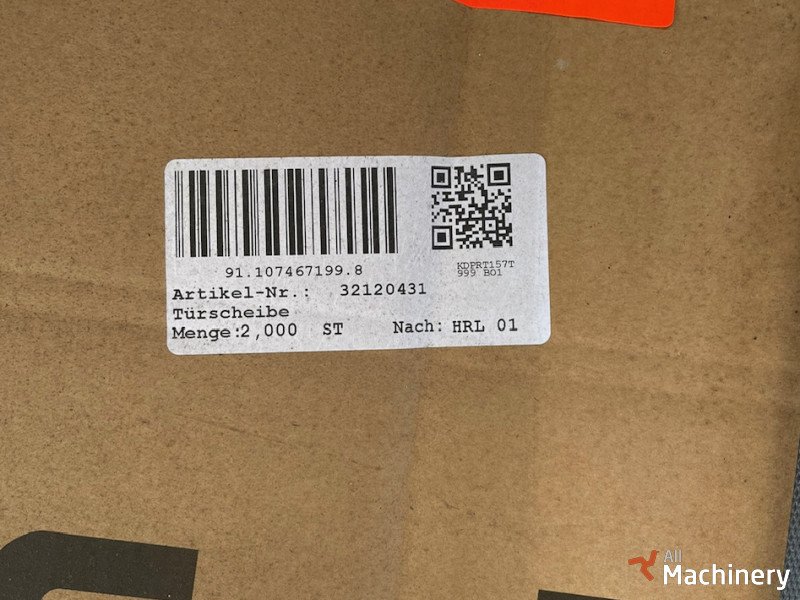 91.107467199.8
KDPRT157T
999 B01
Artikel-Nr.: 32120431
Türscheibe
Menge:2,000 ST Nach: HRL 01
All
Machinery